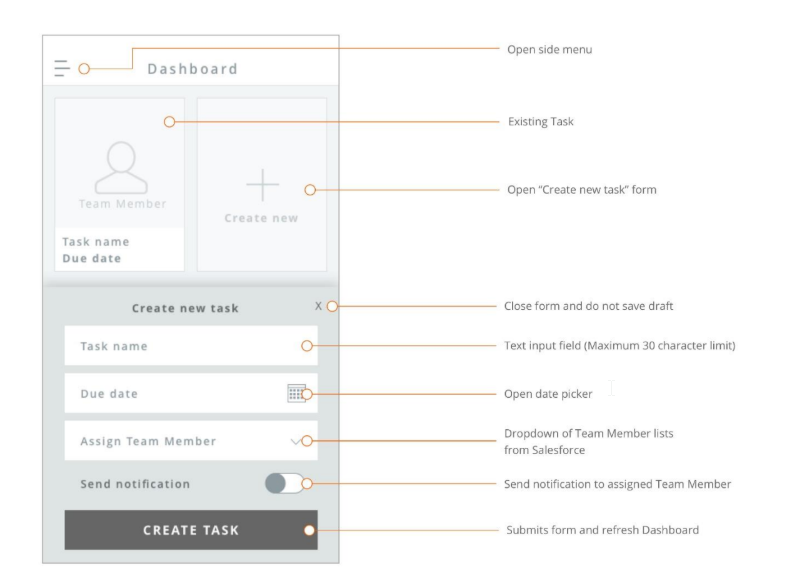 Open side menu
Dashboard
Existing Task
Team Member
Open “Create new task” form
Create new
Task name
Due date
Create new task
X
Close form and do not save draft
Task name
Text input field (Maximum 30 character limit)
Due date
Open date picker
Assign Team Member
Dropdown of Team Member lists
from Salesforce
Send notification
Send notification to assigned Team Member
CREATE TASK
Submits form and refresh Dashboard